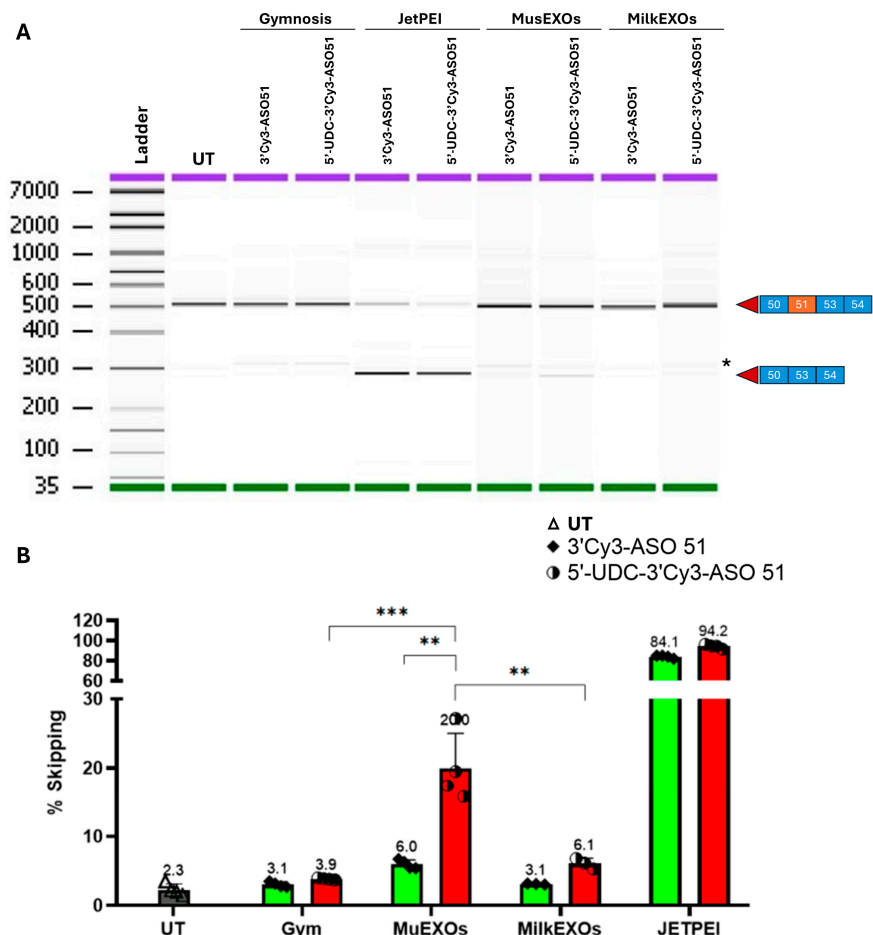 A
Gymnosis JetPEI MusEXOs MilkEXOs
Ladder UT 3'Cy3-ASO51 5'-UDC-3'Cy3-ASO51 3'Cy3-ASO51 5'-UDC-3'Cy3-ASO51 3'Cy3-ASO51 5'-UDC-3'Cy3-ASO51 3'Cy3-ASO51 5'-UDC-3'Cy3-ASO51
7000
2000
1000
600
500
50 51 53 54
400
300
*
50 53 54
200
100
35
B
UT
3'Cy3-ASO 51
5'-UDC-3'Cy3-ASO 51
% Skipping
120
100
80
60
30
20
10
0
***
**
**
2.3
3.1
3.9
6.0
20.0
3.1
6.1
84.1
94.2
UT Gym MuEXOs MilkEXOs JETPEI